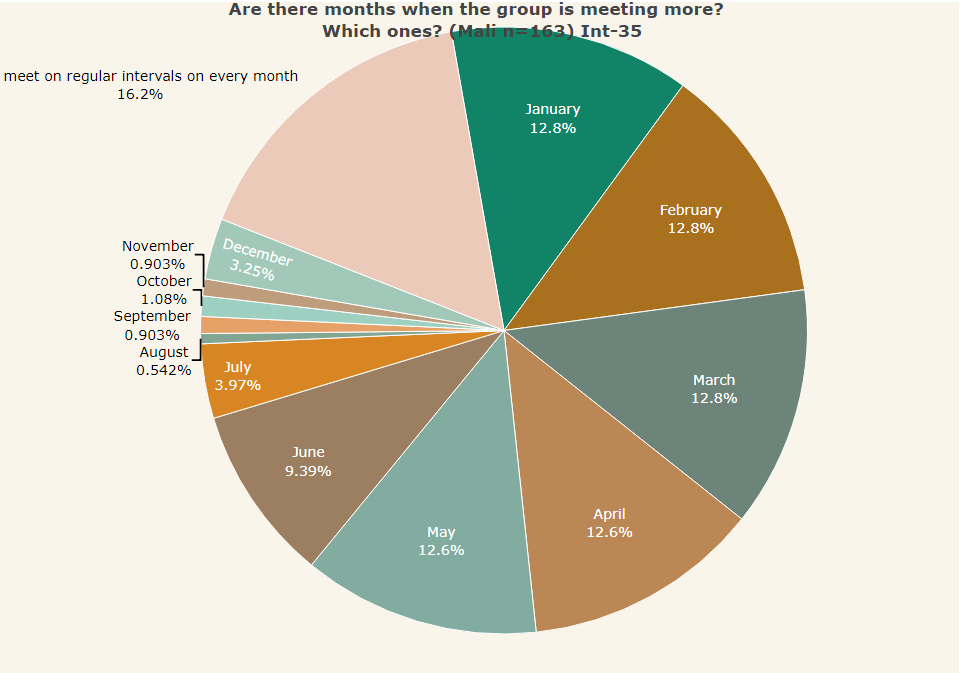 Are there months when the group is meeting more?
Which ones? (Mali n=163) Int-35
meet on regular intervals on every month
16.2%
January
12.8%
February
12.8%
March
12.8%
April
12.6%
May
12.6%
June
9.39%
July
3.97%
August
0.542%
September
0.903%
October
1.08%
November
0.903%
December
3.25%